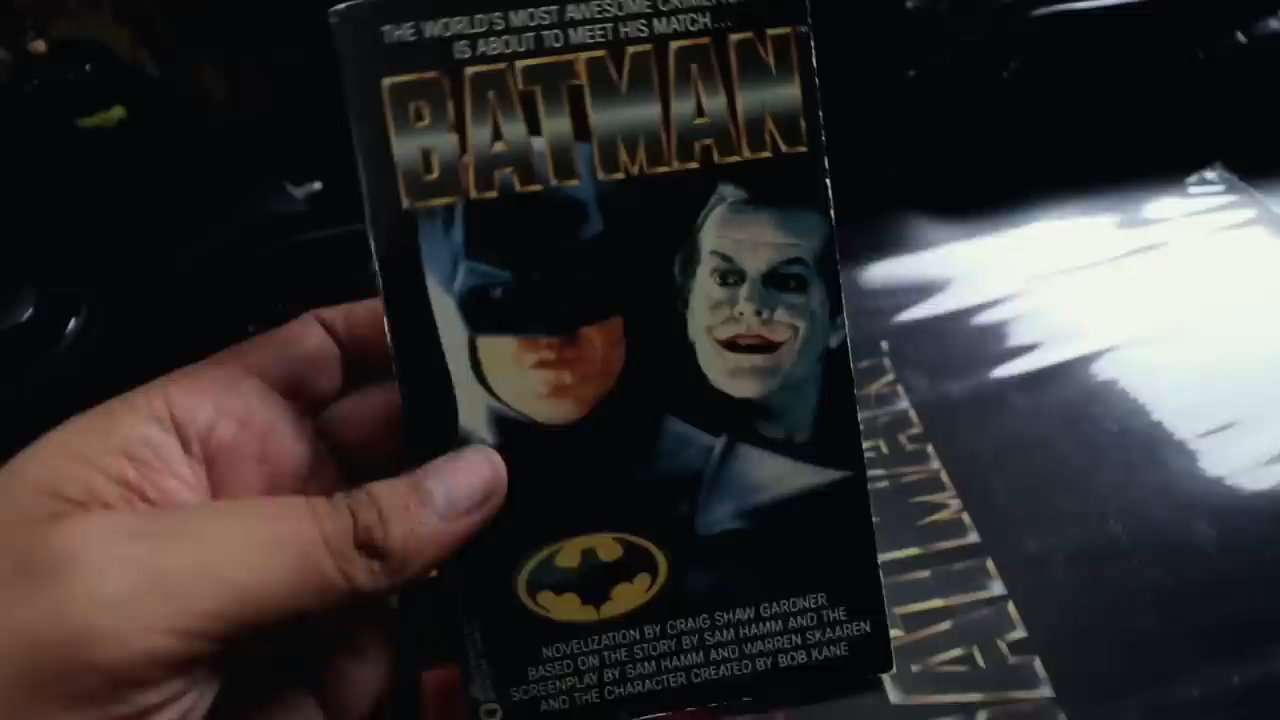 THE WORLD'S MOST AWESOME
IS ABOUT TO MEET HIS MATCH...
BATMAN
NOVELIZATION BY CRAIG SHAW GARDNER
BASED ON THE STORY BY SAM HAMM AND THE
SCREENPLAY BY SAM HAMM AND WARREN SKAAREN
AND THE CHARACTER CREATED BY BOB KANE